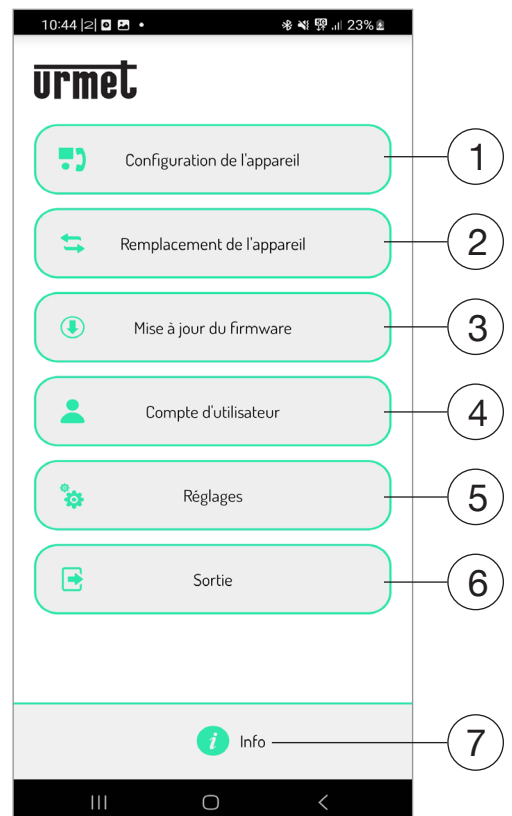 10:44
5G
23%
urmet
Configuration de l'appareil
1
Remplacement de l'appareil
2
Mise à jour du firmware
3
Compte d'utilisateur
4
Réglages
5
Sortie
6
i Info
7